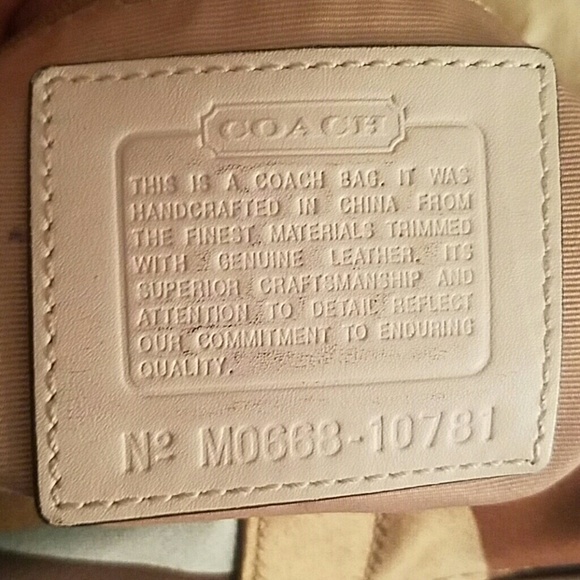 COACH
THIS IS A COACH BAG. IT WAS
HANDCRAFTED IN CHINA FROM
THE FINEST MATERIALS TRIMMED
WITH GENUINE LEATHER. ITS
SUPERIOR CRAFTSMANSHIP AND
ATTENTION TO DETAIL REFLECT
OUR COMMITMENT TO ENDURING
QUALITY.
Nº M0668-10781